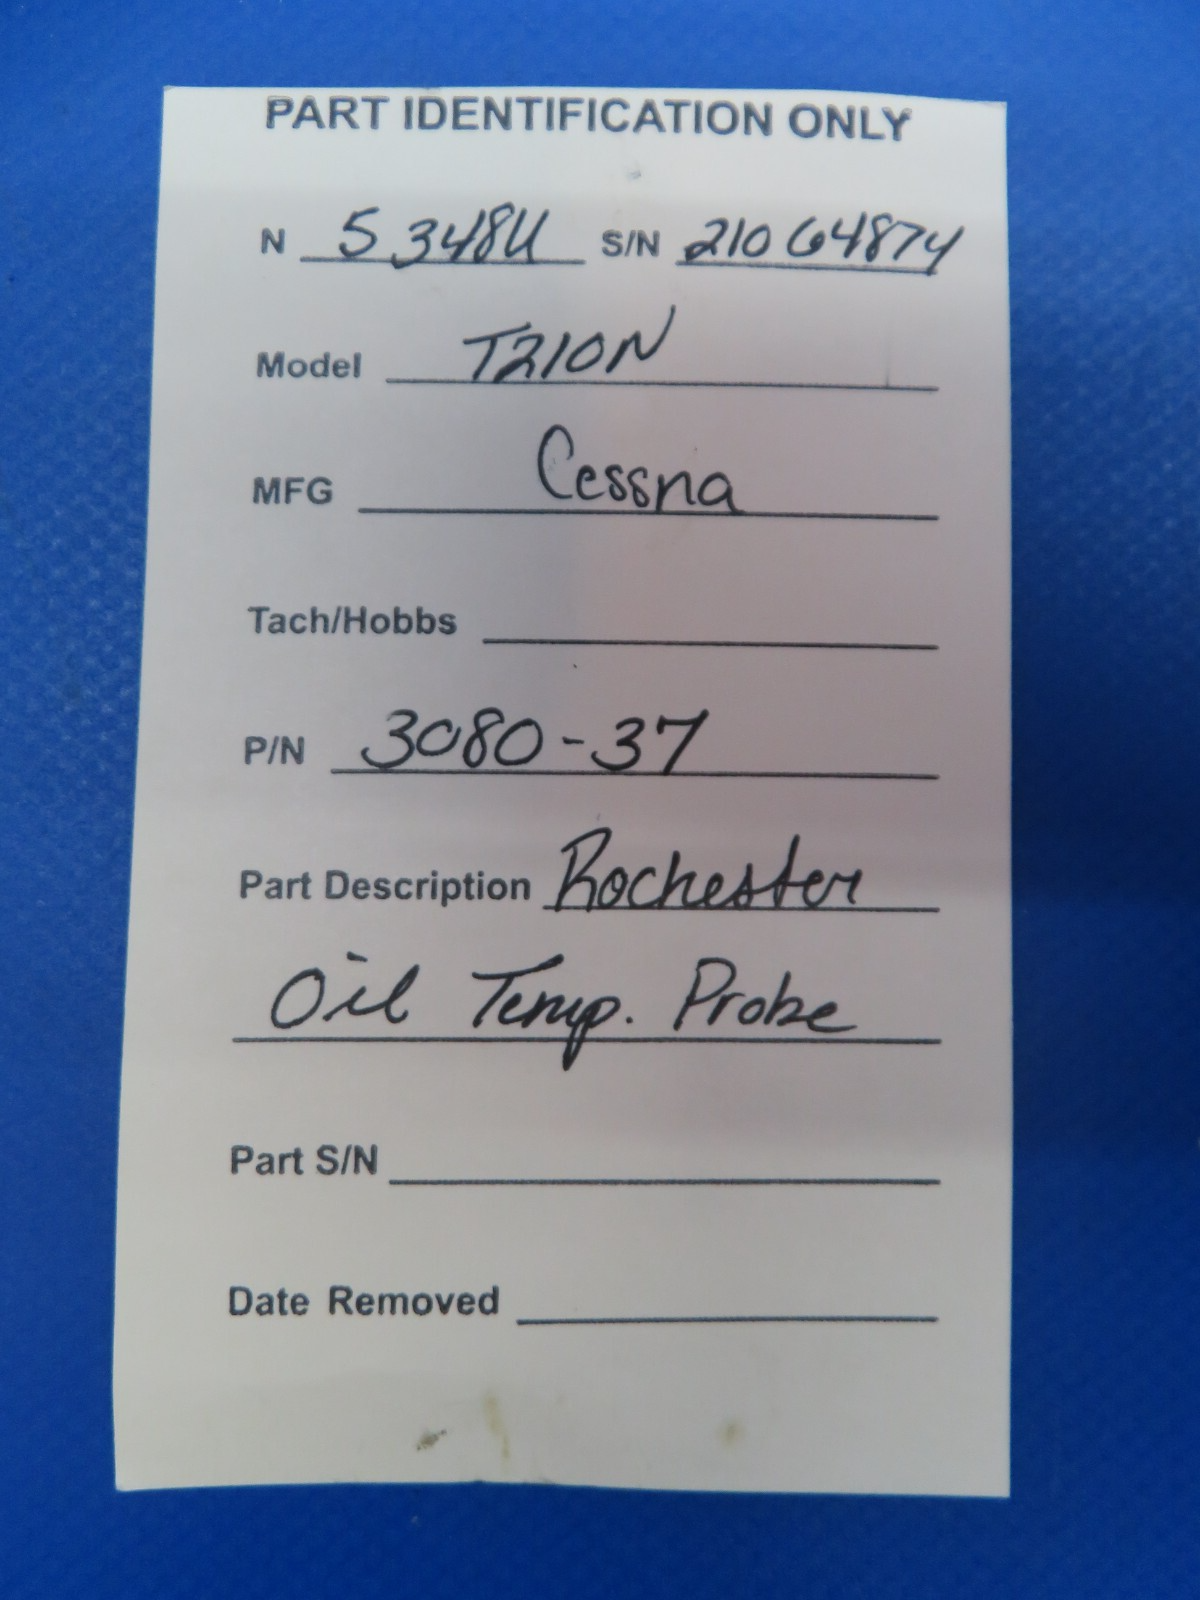 PART IDENTIFICATION ONLY
N 5348U S/N 21064874
Model T210N
MFG Cessna
Tach/Hobbs
P/N 3080-37
Part Description Rochester
Oil Temp. Probe
Part S/N
Date Removed